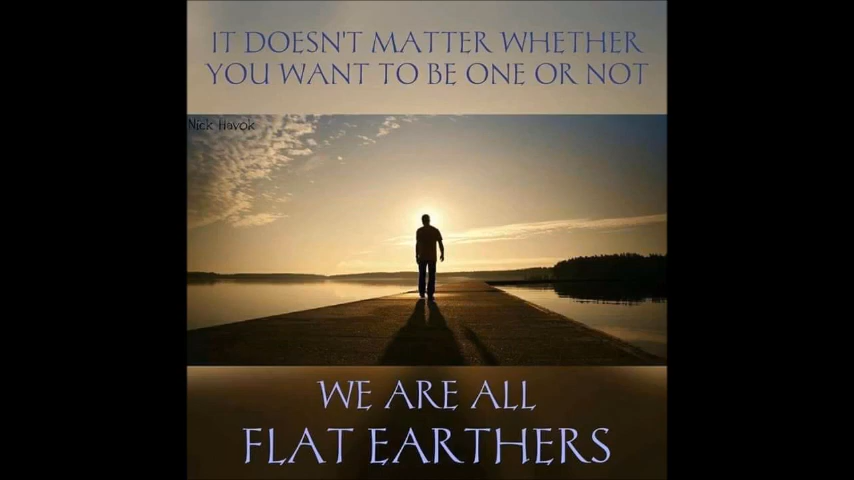 IT DOESN'T MATTER WHETHER
YOU WANT TO BE ONE OR NOT
Nick Havok
WE ARE ALL
FLAT EARTHERS